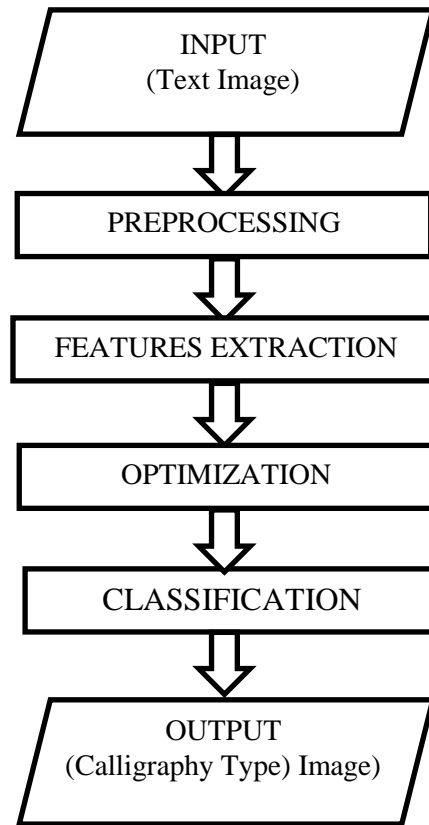 INPUT
(Text Image)
PREPROCESSING
FEATURES EXTRACTION
OPTIMIZATION
CLASSIFICATION
OUTPUT
(Calligraphy Type) Image)